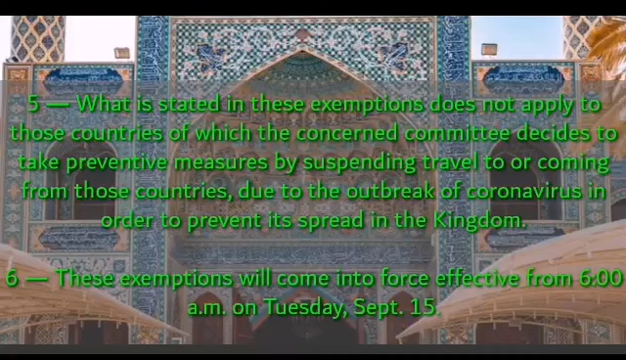 5 — What is stated in these exemptions does not apply to
those countries of which the concerned committee decides to
take preventive measures by suspending travel to or coming
from those countries, due to the outbreak of coronavirus in
order to prevent its spread in the Kingdom.
6 — These exemptions will come into force effective from 6:00
a.m. on Tuesday, Sept. 15.